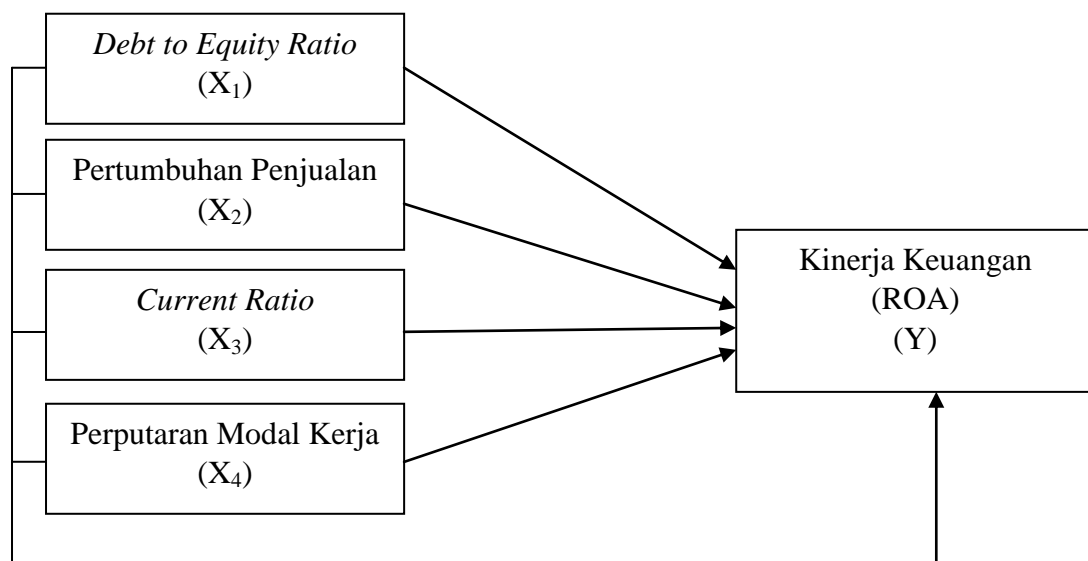 Debt to Equity Ratio
(X₁)
Pertumbuhan Penjualan
(X₂)
Current Ratio
(X₃)
Perputaran Modal Kerja
(X₄)
Kinerja Keuangan
(ROA)
(Y)